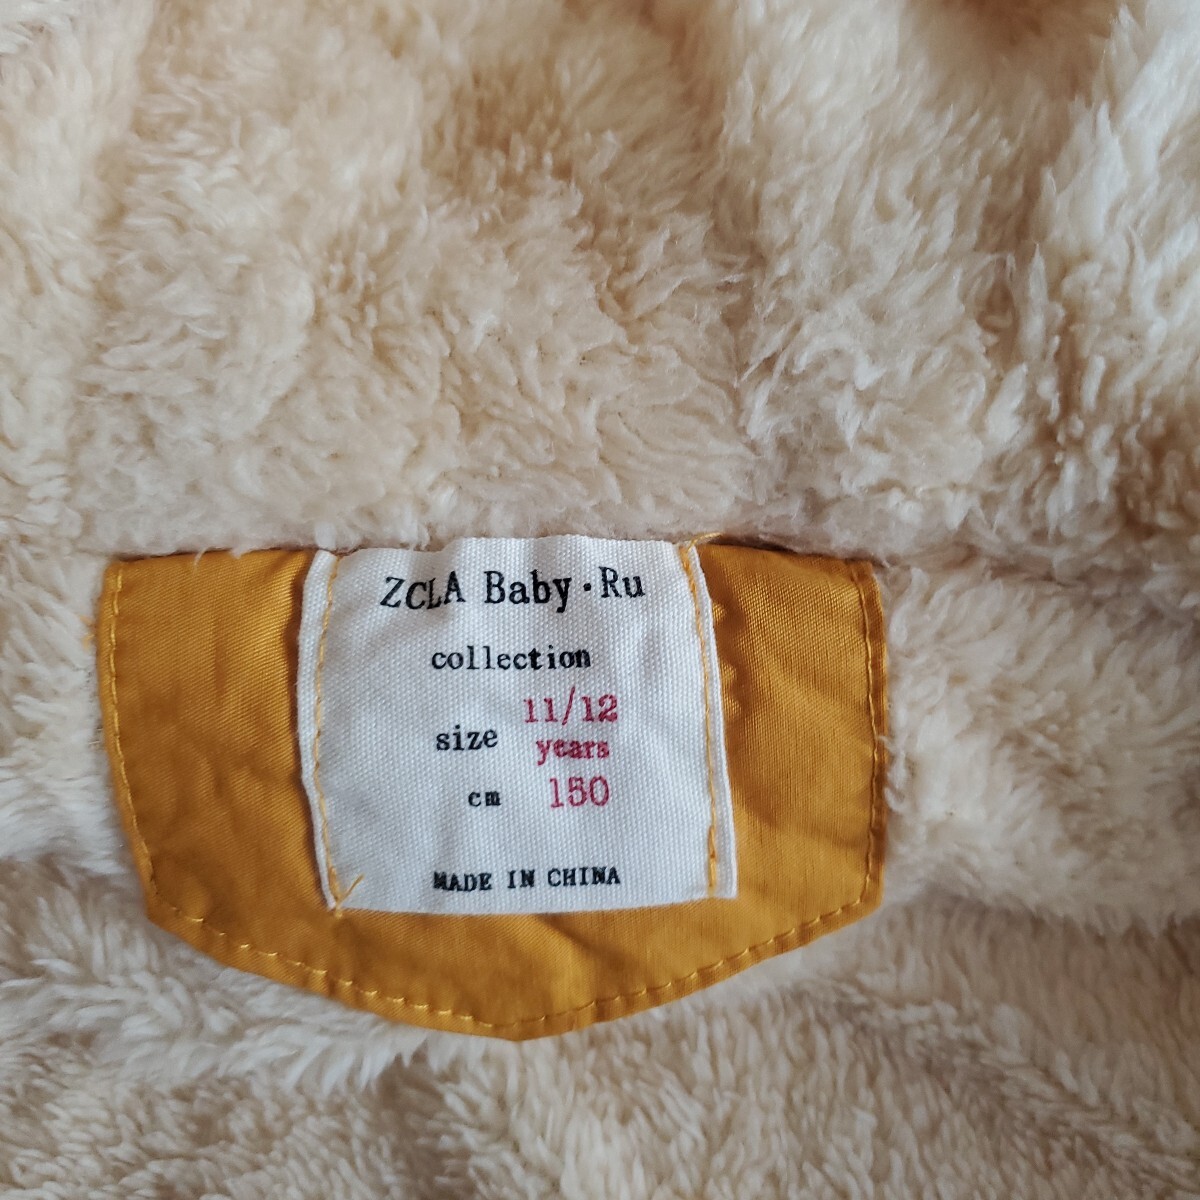 ZCLA Baby·Ru
collection
size 11/12 years
cm 150
MADE IN CHINA